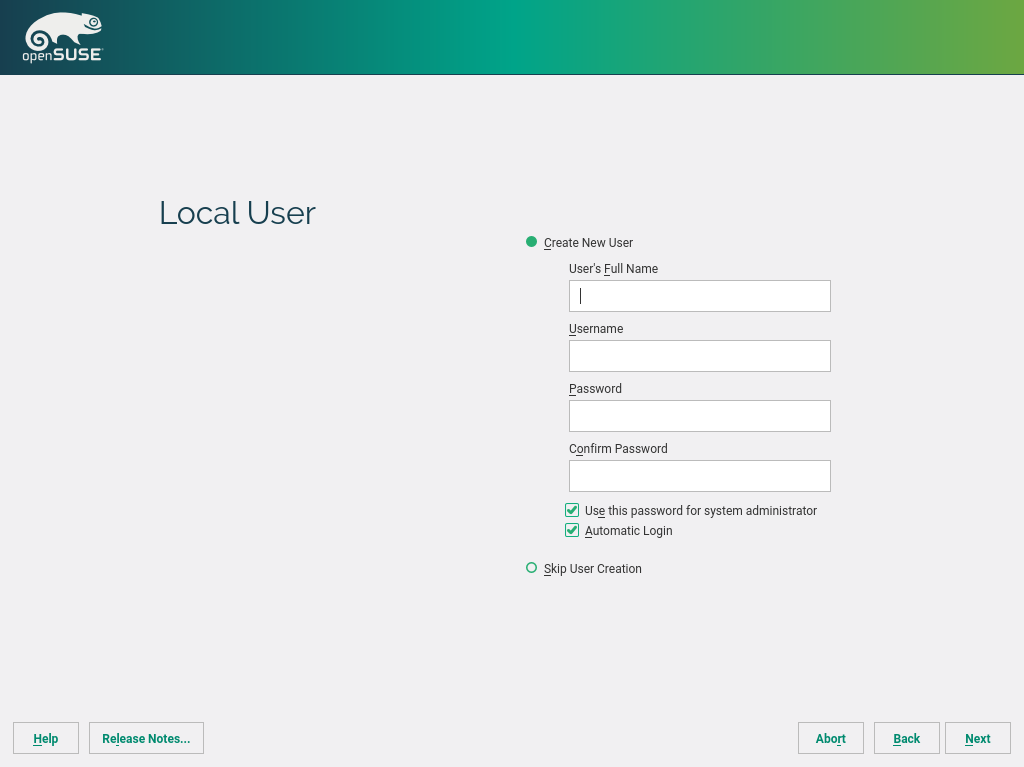 openSUSE
Local User
Create New User
User's Full Name
Username
Password
Confirm Password
Use this password for system administrator
Automatic Login
Skip User Creation
Help
Release Notes...
Abort
Back
Next